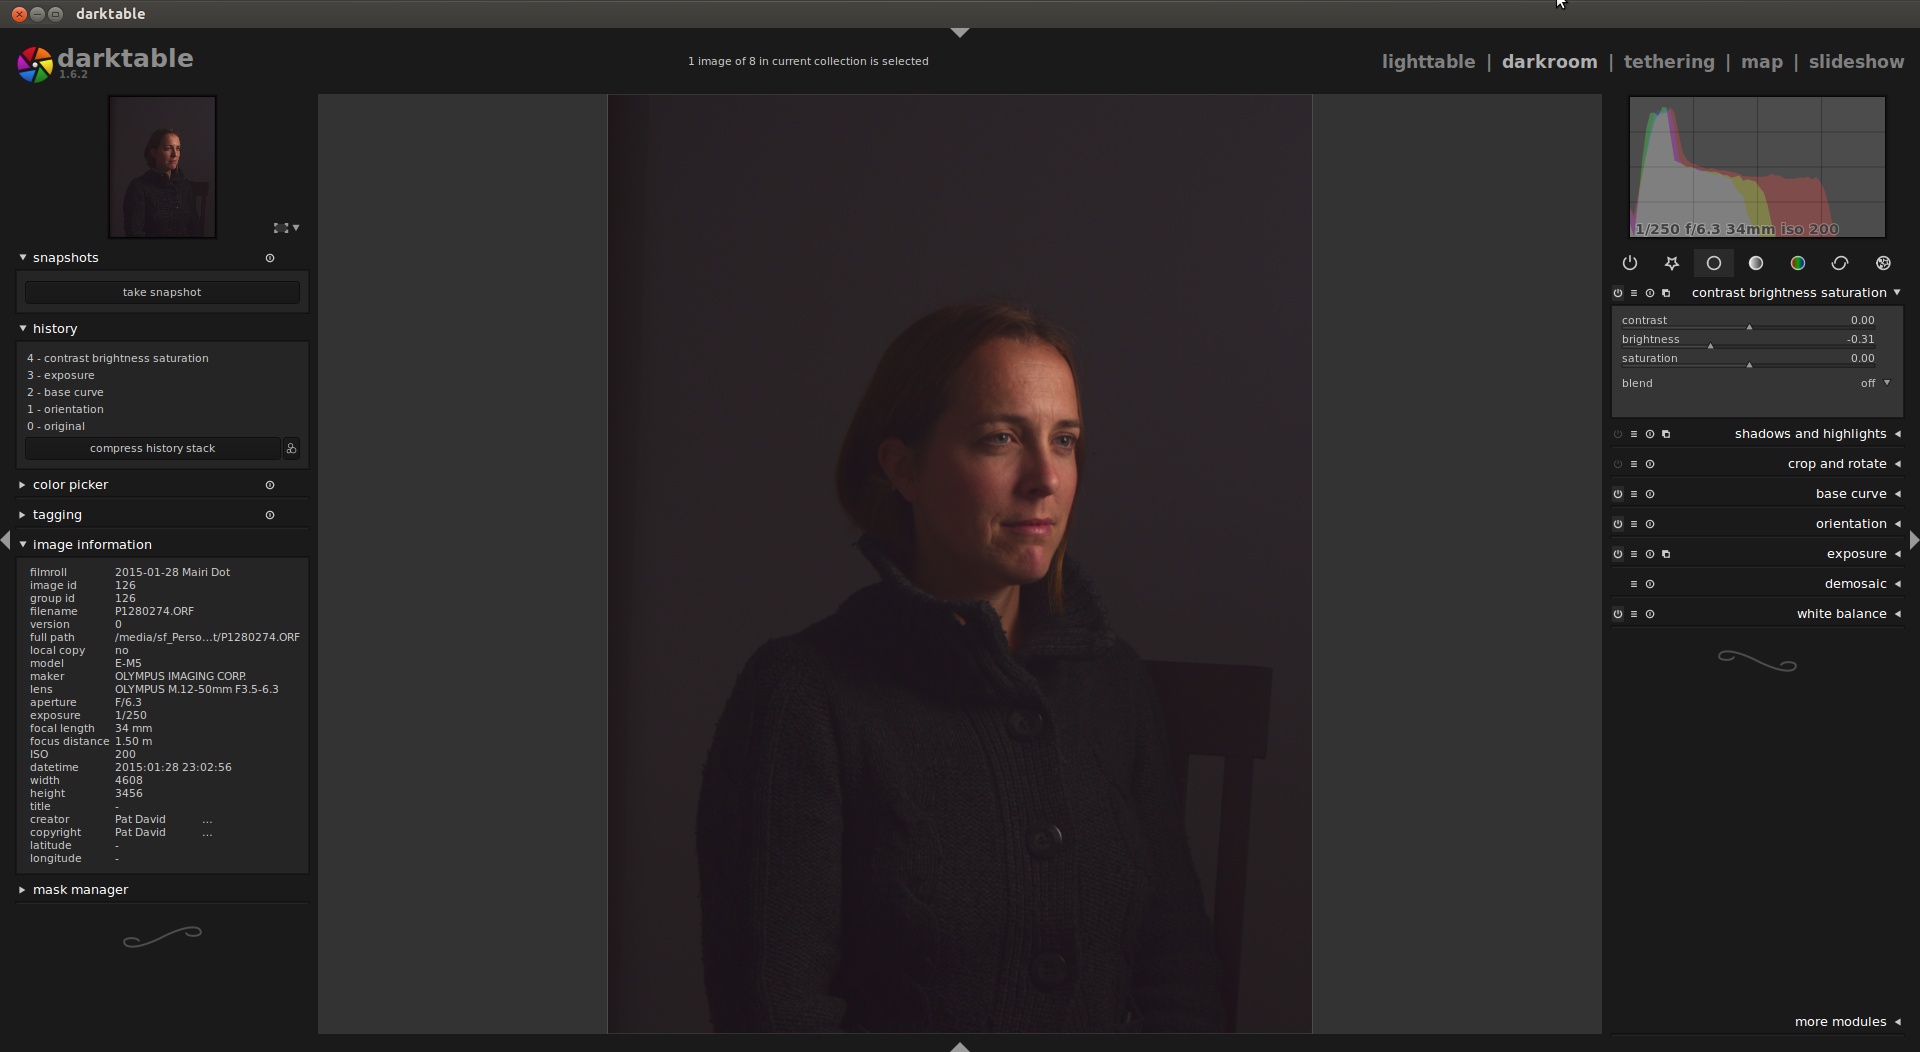 darktable
darktable
1.6.2
1 image of 8 in current collection is selected
lighttable | darkroom | tethering | map | slideshow
snapshots
take snapshot
history
4 - contrast brightness saturation
3 - exposure
2 - base curve
1 - orientation
0 - original
compress history stack
color picker
tagging
image information
filmroll 2015-01-28 Mairi Dot
image id 126
group id 126
filename P1280274.ORF
version 0
full path /media/sf_Perso...t/P1280274.ORF
local copy no
model E-M5
maker OLYMPUS IMAGING CORP.
lens OLYMPUS M.12-50mm F3.5-6.3
aperture F/6.3
exposure 1/250
focal length 34 mm
focus distance 1.50 m
ISO 200
datetime 2015:01:28 23:02:56
width 4608
height 3456
title -
creator Pat David ...
copyright Pat David ...
latitude -
longitude -
mask manager
1/250 f/6.3 34mm iso 200
contrast brightness saturation
contrast 0.00
brightness -0.31
saturation 0.00
blend off
shadows and highlights
crop and rotate
base curve
orientation
exposure
demosaic
white balance
more modules